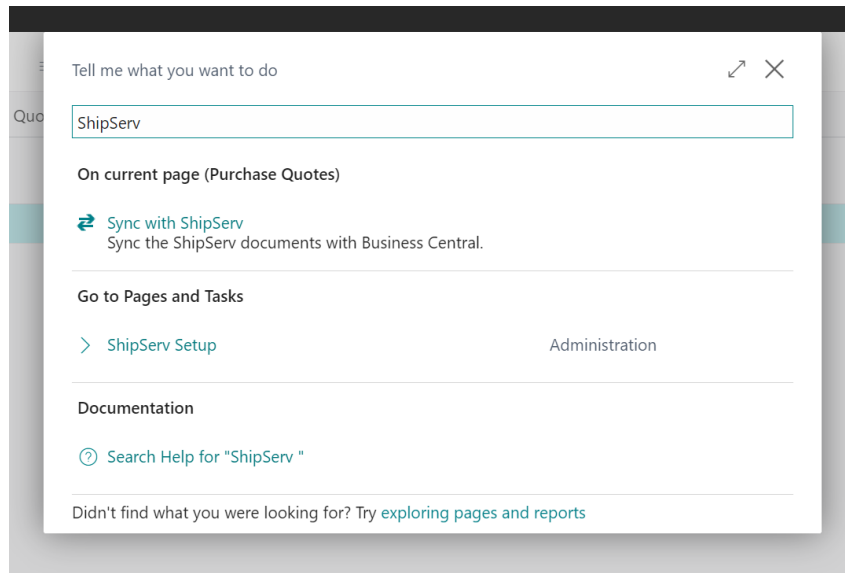 Tell me what you want to do
Quo
ShipServ
On current page (Purchase Quotes)
Sync with ShipServ
Sync the ShipServ documents with Business Central.
Go to Pages and Tasks
ShipServ Setup Administration
Documentation
Search Help for "ShipServ "
Didn't find what you were looking for? Try exploring pages and reports